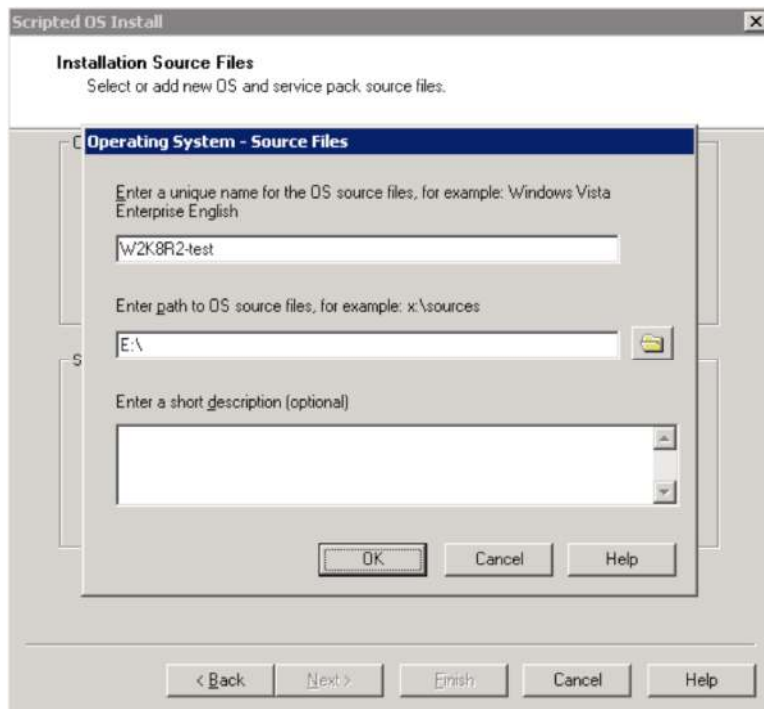 Scripted OS Install
Installation Source Files
Select or add new OS and service pack source files.
Operating System - Source Files
Enter a unique name for the OS source files, for example: Windows Vista
Enterprise English
W2K8R2-test
Enter path to OS source files, for example: x:\sources
E:\
Enter a short description (optional)
OK Cancel Help
< Back Next > Finish Cancel Help